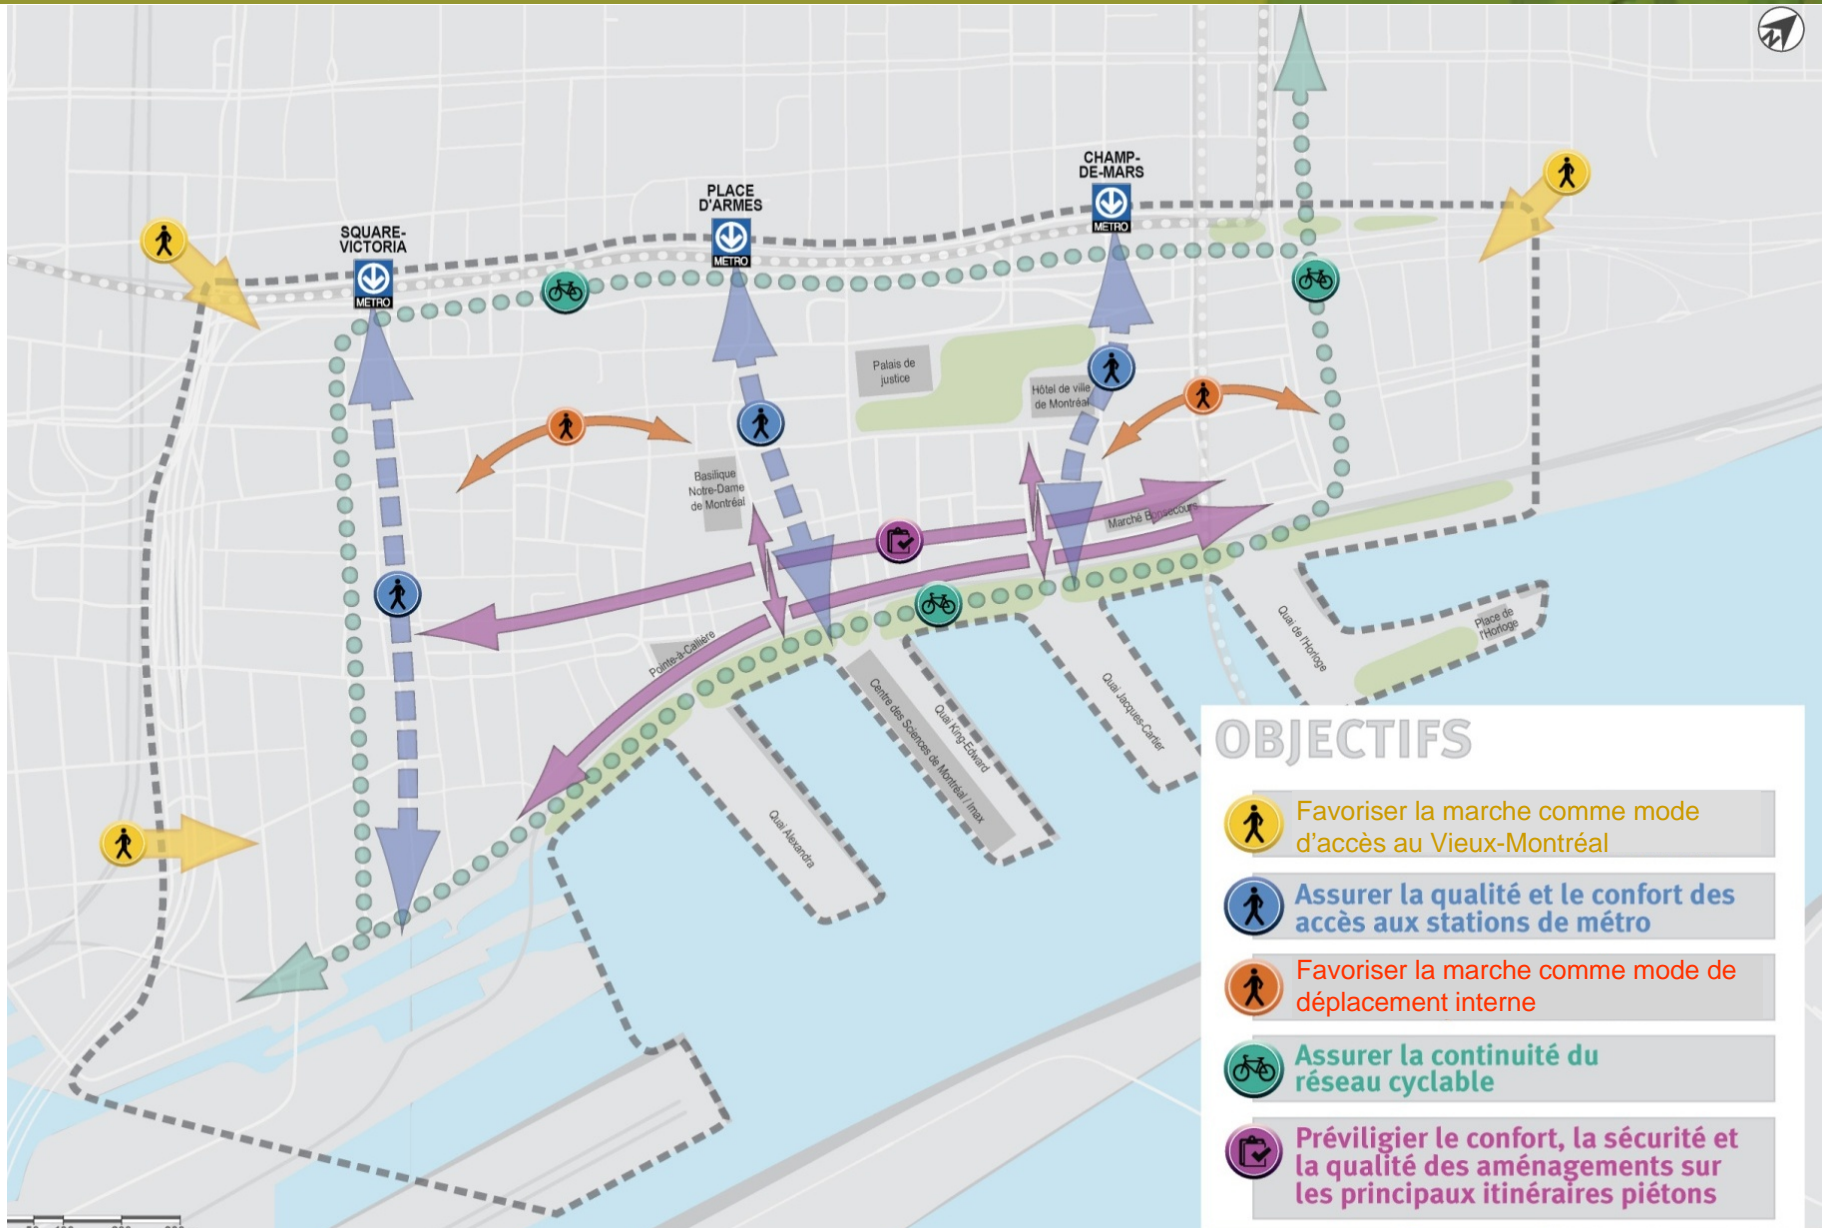 N
CHAMP-
DE-MARS
METRO
PLACE
D'ARMES
METRO
SQUARE-
VICTORIA
METRO
Palais de
justice
Hôtel de ville
de Montréal
Basilique
Notre-Dame
de Montréal
Marché Bonsecours
Pointe-à-Callière
Place de
l'Horloge
Quai de l'Horloge
Quai Jacques-Cartier
Quai King-Edward
Centre des Sciences de Montréal / Imax
Quai Alexandra
OBJECTIFS
Favoriser la marche comme mode
d'accès au Vieux-Montréal
Assurer la qualité et le confort des
accès aux stations de métro
Favoriser la marche comme mode de
déplacement interne
Assurer la continuité du
réseau cyclable
Préviligier le confort, la sécurité et
la qualité des aménagements sur
les principaux itinéraires piétons